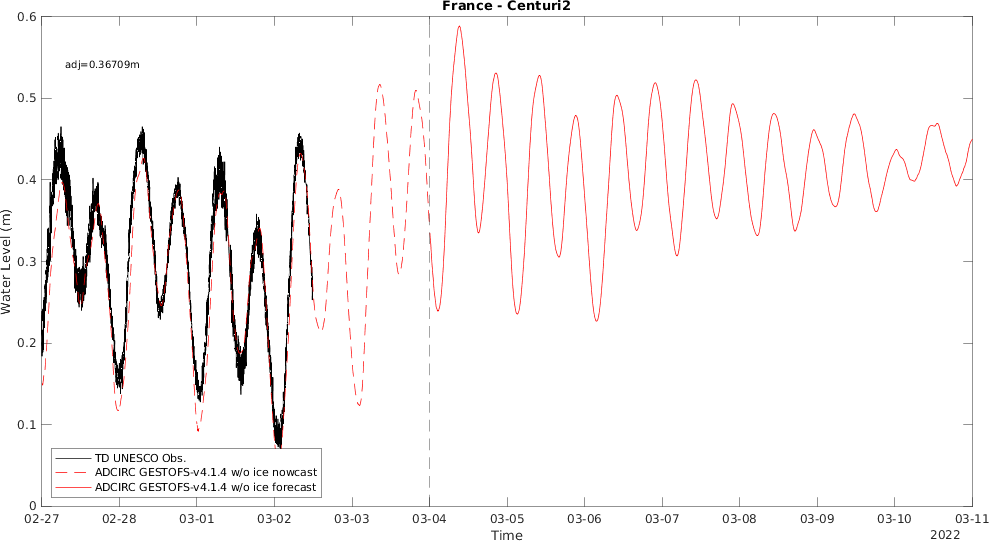 France - Centuri2
adj=0.36709m
0.6
0.5
0.4
0.3
0.2
0.1
0
Water Level (m)
TD UNESCO Obs.
ADCIRC GESTOFS-v4.1.4 w/o ice nowcast
ADCIRC GESTOFS-v4.1.4 w/o ice forecast
02-27 02-28 03-01 03-02 03-03 03-04 03-05 03-06 03-07 03-08 03-09 03-10 03-11
Time
2022